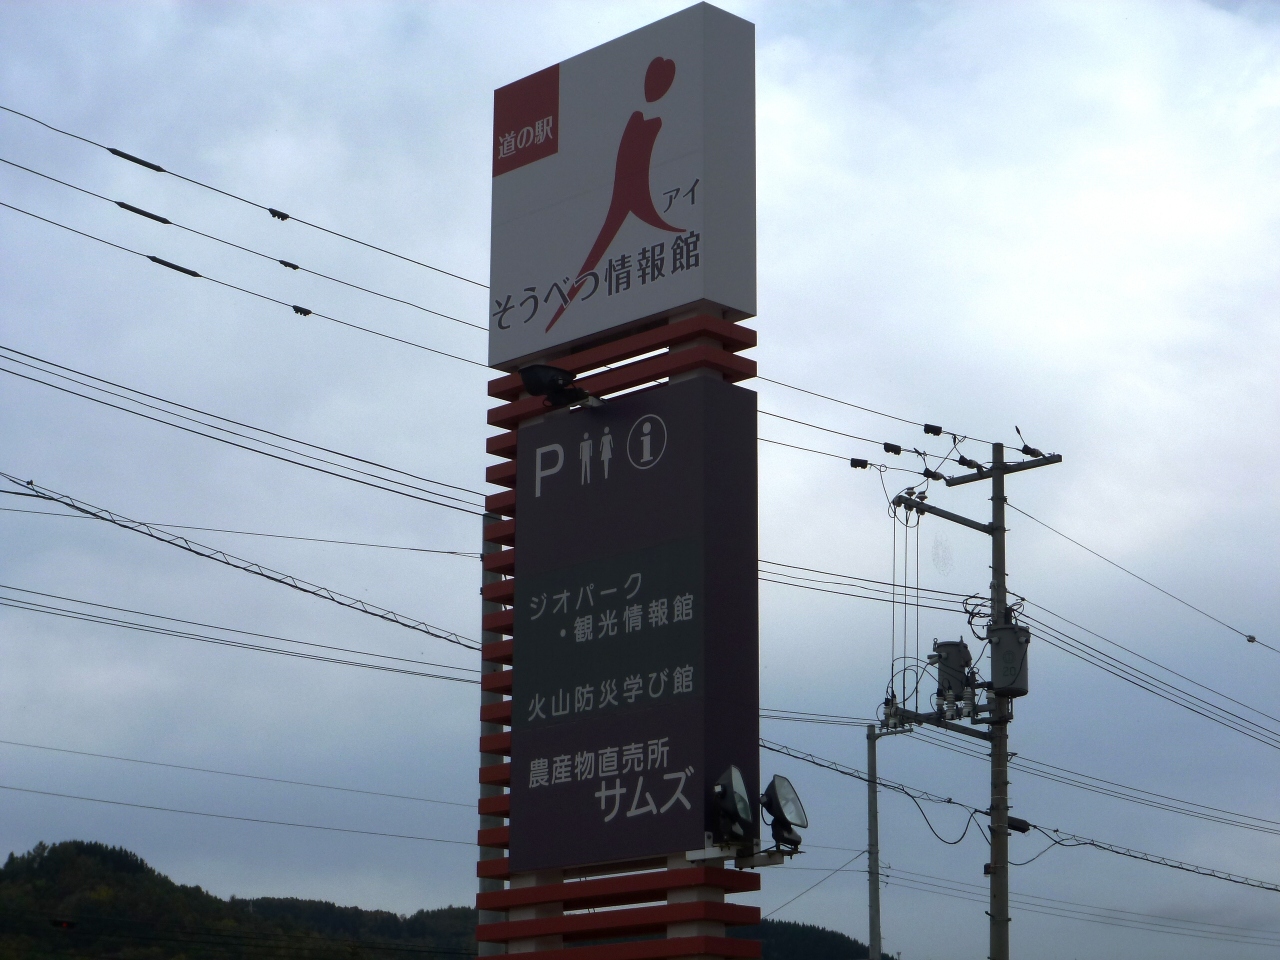 道の駅
i
アイ
そうべつ情報館
P
i
ジオパーク
・観光情報館
火山防災学び館
農産物直売所
サムズ